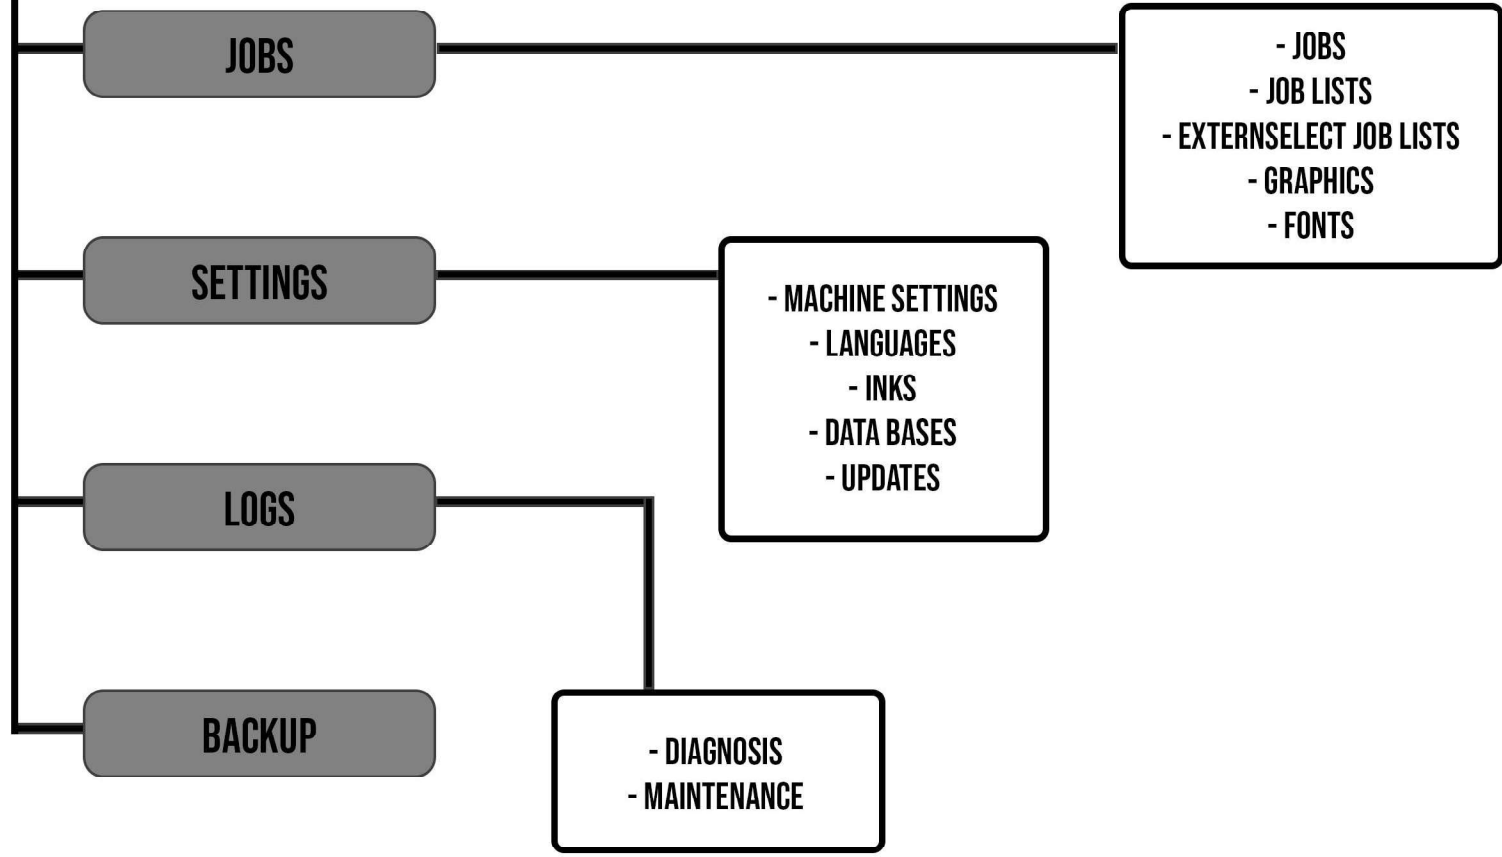 JOBS
- JOBS
- JOB LISTS
- EXTERNSELECT JOB LISTS
- GRAPHICS
- FONTS
SETTINGS
- MACHINE SETTINGS
- LANGUAGES
- INKS
- DATA BASES
- UPDATES
LOGS
- DIAGNOSIS
- MAINTENANCE
BACKUP